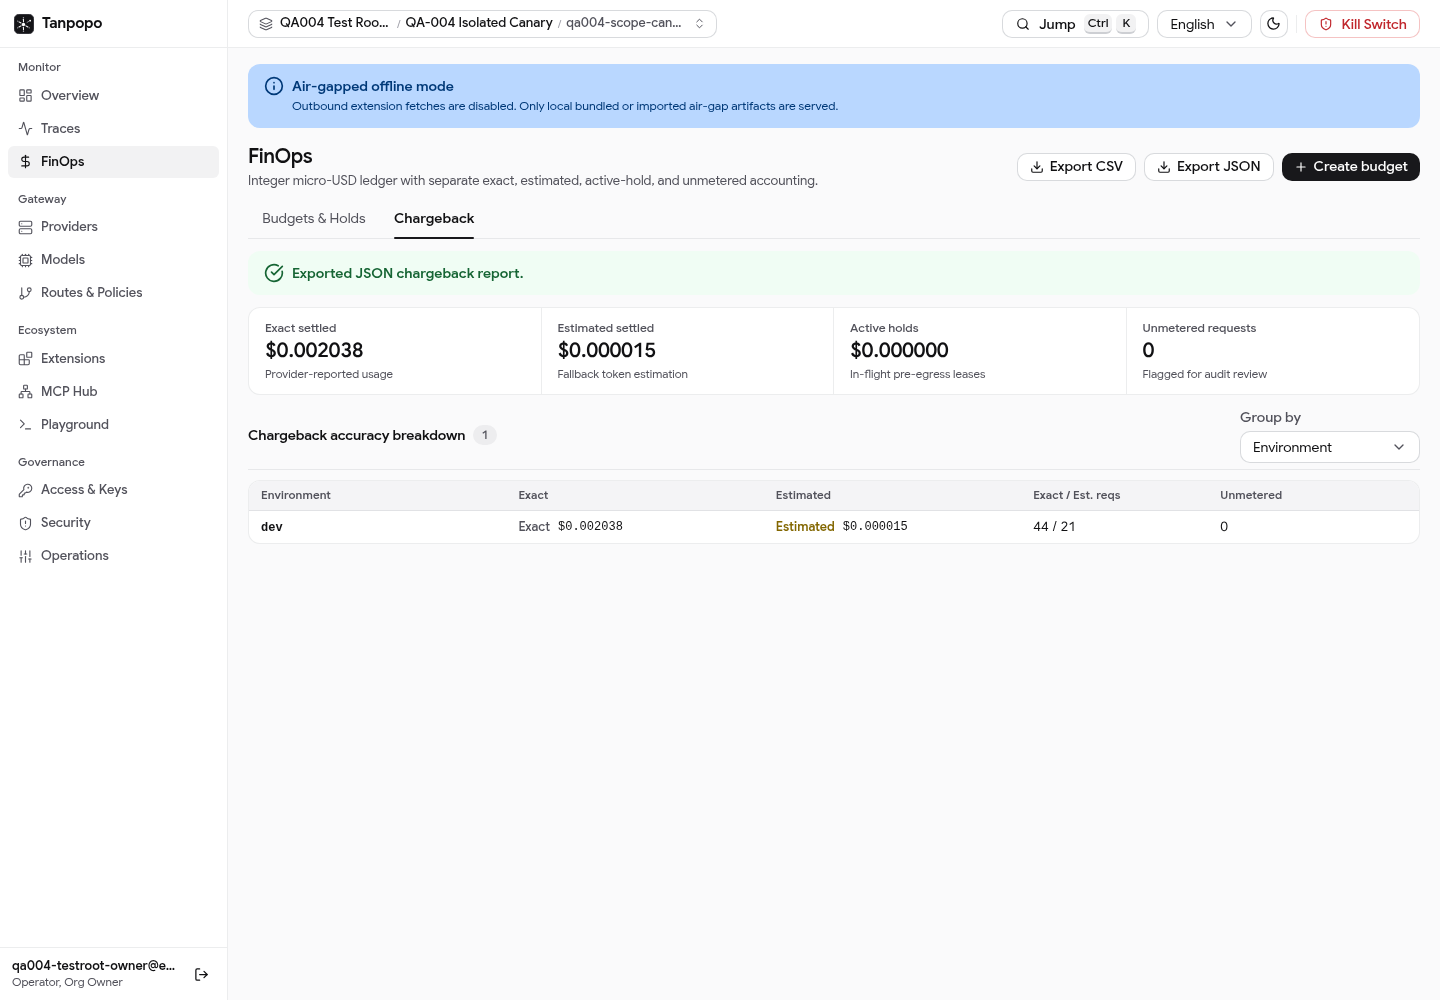 Tanpopo
QA004 Test Roo... / QA-004 Isolated Canary / qa004-scope-can...
Jump Ctrl K
English
Kill Switch
Monitor
Overview
Traces
FinOps
Gateway
Providers
Models
Routes & Policies
Ecosystem
Extensions
MCP Hub
Playground
Governance
Access & Keys
Security
Operations
qa004-testroot-owner@e...
Operator, Org Owner
Air-gapped offline mode
Outbound extension fetches are disabled. Only local bundled or imported air-gap artifacts are served.
FinOps
Integer micro-USD ledger with separate exact, estimated, active-hold, and unmetered accounting.
Export CSV
Export JSON
Create budget
Budgets & Holds
Chargeback
Exported JSON chargeback report.
Exact settled
$0.002038
Provider-reported usage
Estimated settled
$0.000015
Fallback token estimation
Active holds
$0.000000
In-flight pre-egress leases
Unmetered requests
0
Flagged for audit review
Chargeback accuracy breakdown 1
Group by
Environment
Environment Exact Estimated Exact / Est. reqs Unmetered
dev Exact $0.002038 Estimated $0.000015 44 / 21 0